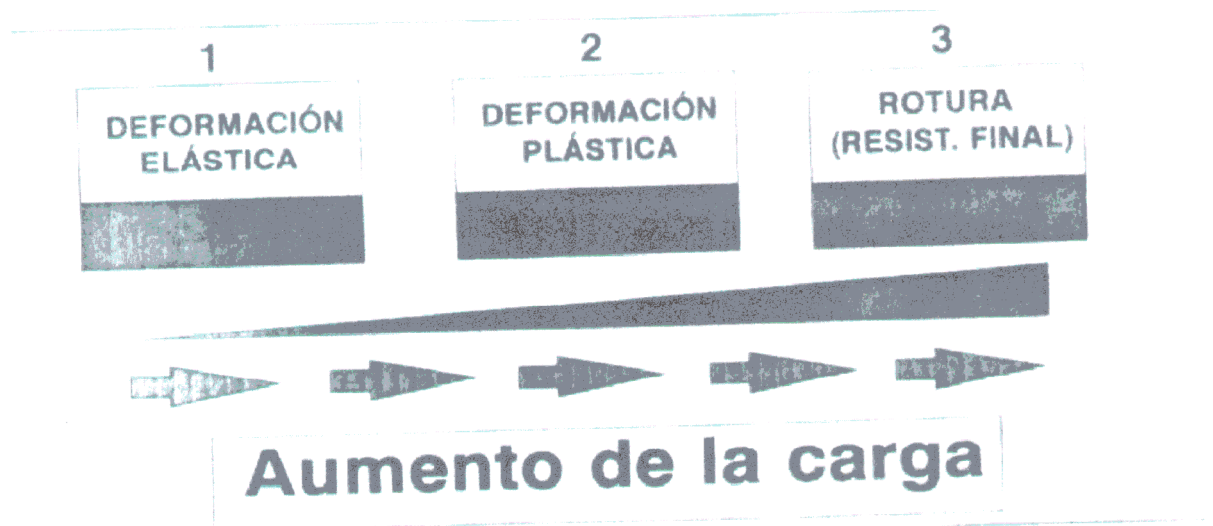 1
DEFORMACIÓN
ELÁSTICA
2
DEFORMACIÓN
PLÁSTICA
3
ROTURA
(RESIST. FINAL)
Aumento de la carga